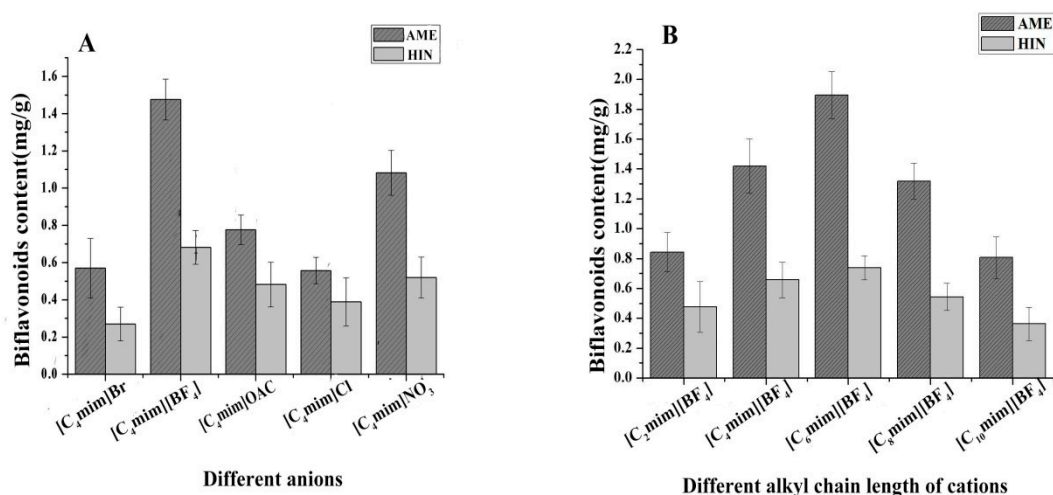 A
AME
HIN
Biflavonoids content(mg/g)
1.6
1.4
1.2
1.0
0.8
0.6
0.4
0.2
0.0
[C₄mim]Br
[C₄mim][BF₄]
[C₄mim]OAC
[C₄mim]Cl
[C₄mim]NO₃
Different anions
B
AME
HIN
Biflavonoids content(mg/g)
2.2
2.0
1.8
1.6
1.4
1.2
1.0
0.8
0.6
0.4
0.2
0.0
[C₂mim][BF₄]
[C₄mim][BF₄]
[C₆mim][BF₄]
[C₈mim][BF₄]
[C₁₀mim][BF₄]
Different alkyl chain length of cations